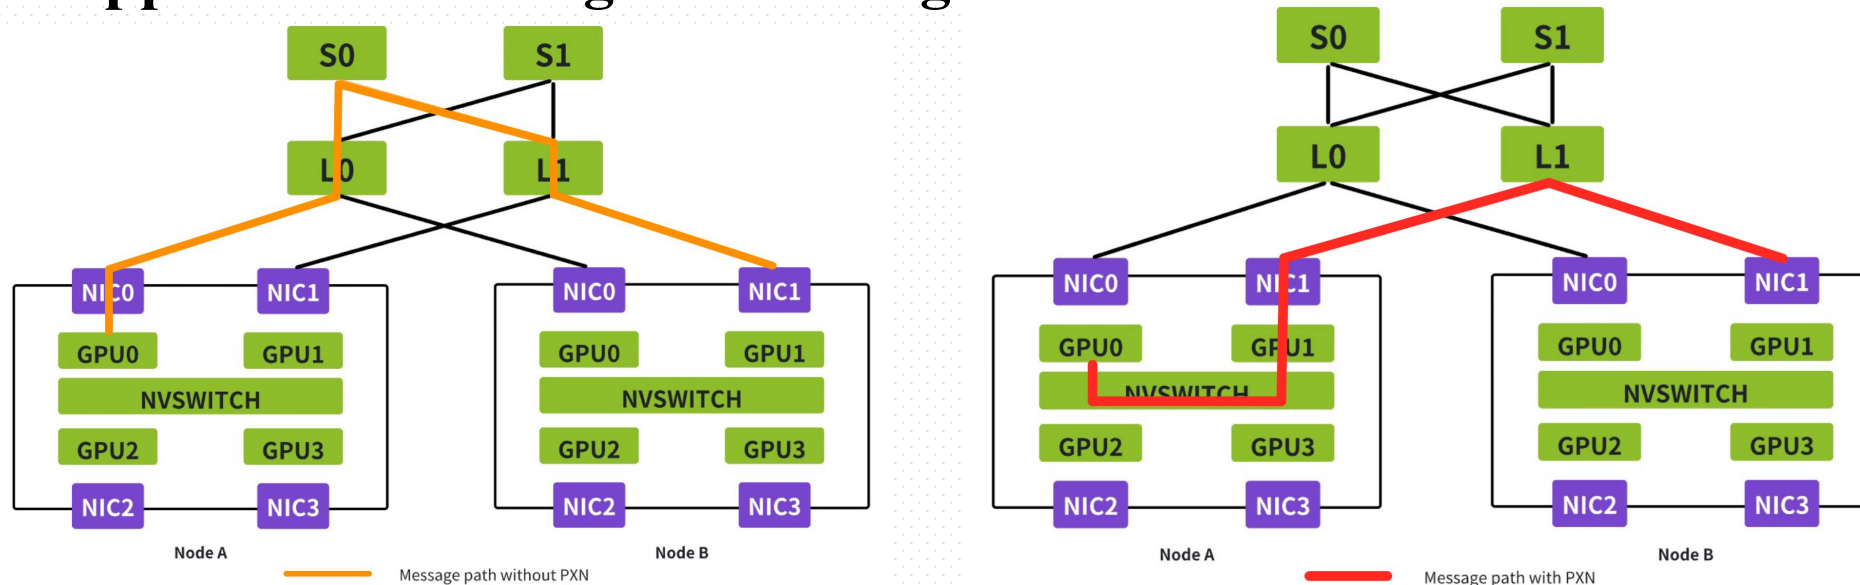 S0 S1
L0 L1
NIC0 NIC1 NIC0 NIC1
GPU0 GPU1 GPU0 GPU1
NVSWITCH NVSWITCH
GPU2 GPU3 GPU2 GPU3
NIC2 NIC3 NIC2 NIC3
Node A Node B
Message path without PXN
S0 S1
L0 L1
NIC0 NIC1 NIC0 NIC1
GPU0 GPU1 GPU0 GPU1
NVSWITCH NVSWITCH
GPU2 GPU3 GPU2 GPU3
NIC2 NIC3 NIC2 NIC3
Node A Node B
Message path with PXN